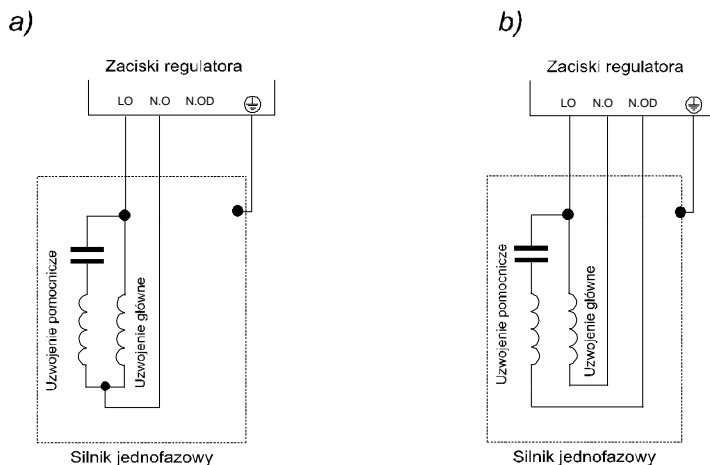 a)
Zaciski regulatora
LO N.O N.OD
Uzwojenie pomocnicze
Uzwojenie główne
Silnik jednofazowy
b)
Zaciski regulatora
LO N.O N.OD
Uzwojenie pomocnicze
Uzwojenie główne
Silnik jednofazowy